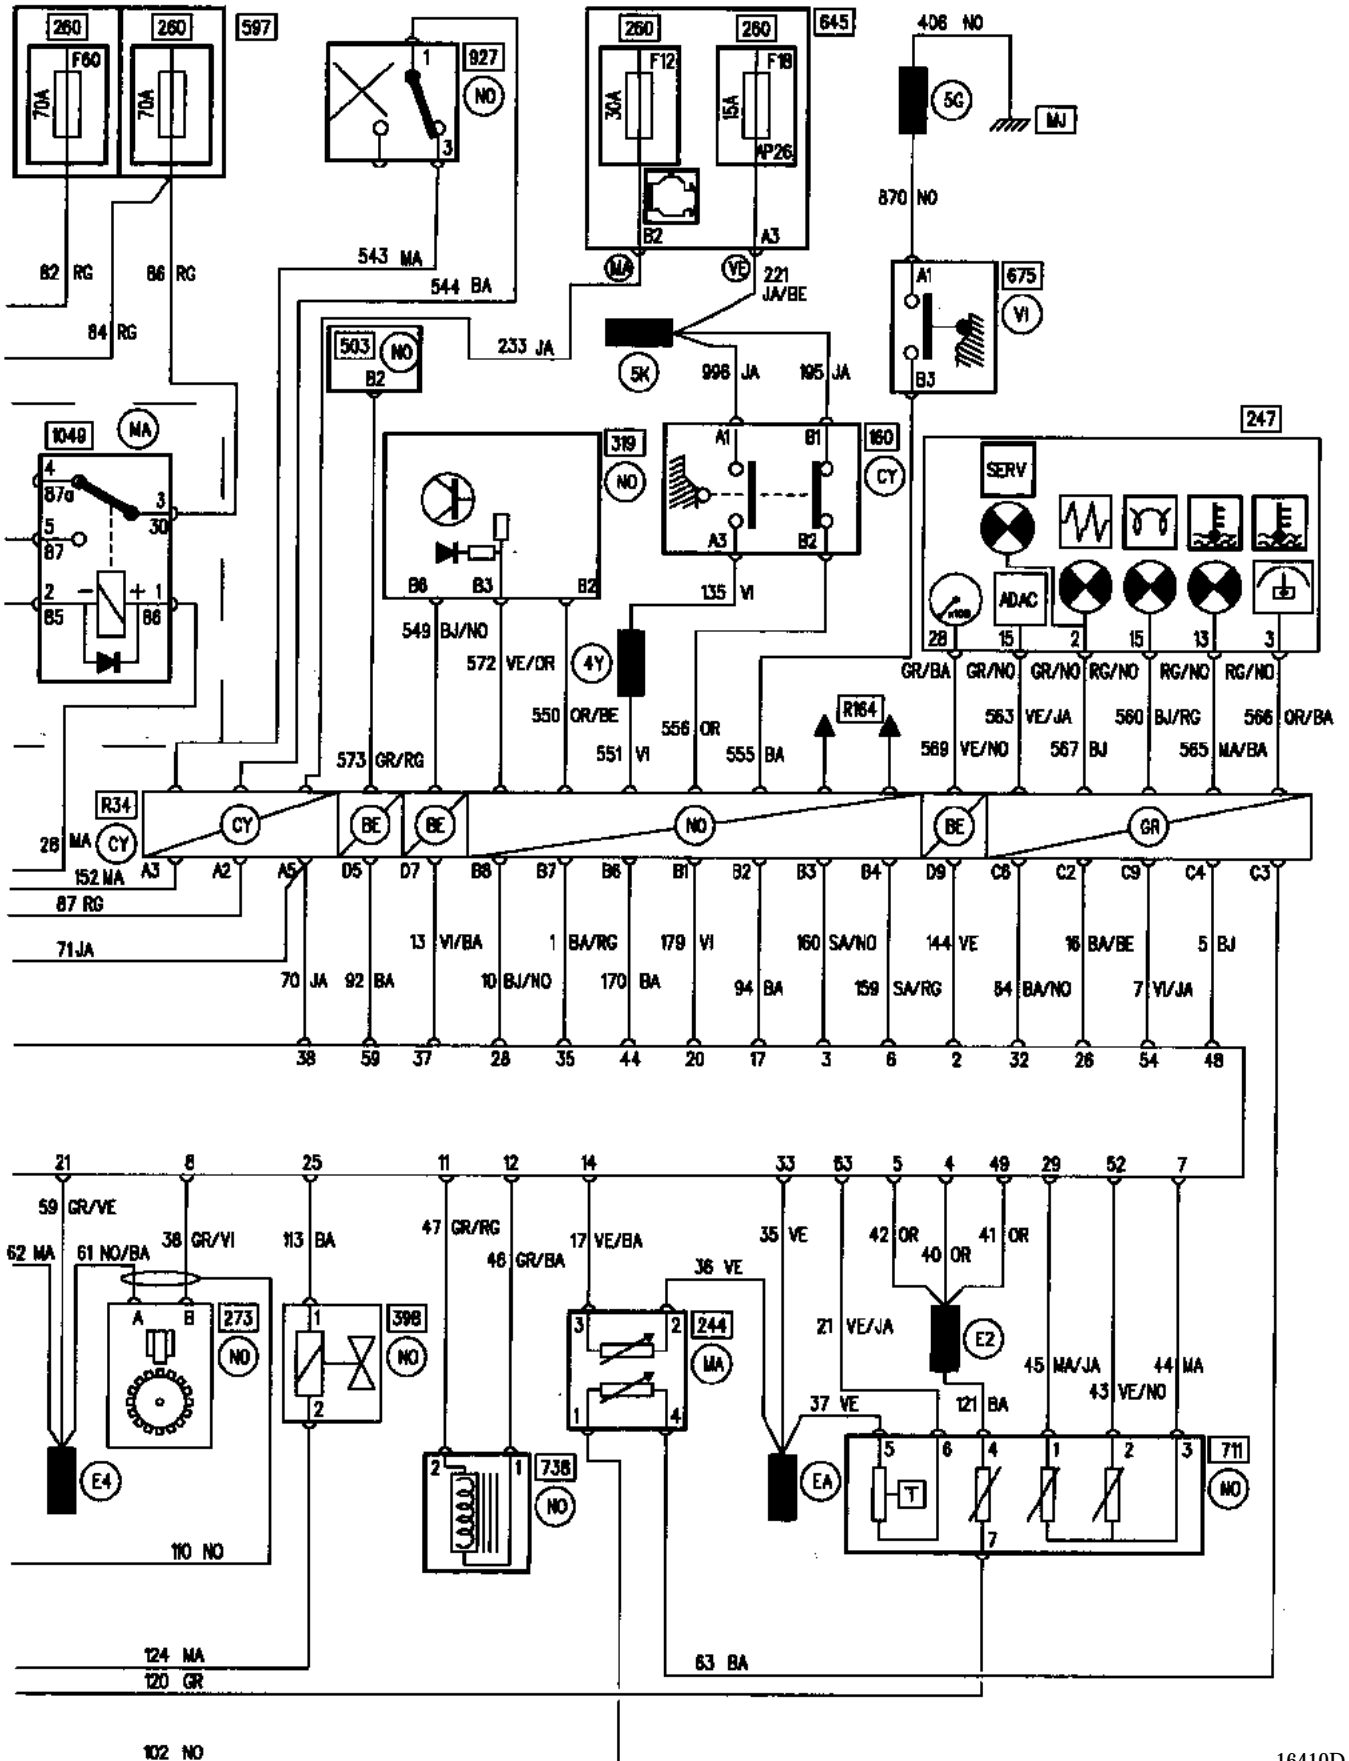 260 260 597
F60
70A 70A
82 RG 86 RG
84 RG
927
NO
1
3
543 MA
544 BA
260 260 645
F12 F18
30A 15A
AP26
B2 A3
MA VE
221
JA/BE
233 JA
503 NO
B2
5K
996 JA 195 JA
406 NO
5G
MJ
870 NO
A1 675
VI
B3
1049 MA
4
87a
3
30
5
87
2 - + 1
85 86
319
NO
B6 B3 B2
549 BJ/NO
572 VE/OR
550 OR/BE
4Y
A1 B1 160
CY
A3 B2
135 VI
247
SERV
x100 ADAC
28 15 2 15 13 3
GR/BA GR/NO GR/NO RG/NO RG/NO RG/NO
563 VE/JA 560 BJ/RG 566 OR/BA
569 VE/NO 567 BJ 565 MA/BA
R164
573 GR/RG 551 VI 556 OR 555 BA
R34
CY
CY BE BE NO BE GR
26 MA
A3 A2 A5 D5 D7 B8 B7 B6 B1 B2 B3 B4 D9 C6 C2 C9 C4 C3
152 MA
87 RG
71 JA
13 VI/BA 1 BA/RG 179 VI 160 SA/NO 144 VE 16 BA/BE 5 BJ
70 JA 92 BA 10 BJ/NO 170 BA 94 BA 159 SA/RG 64 BA/NO 7 VI/JA
38 59 37 28 35 44 20 17 3 6 2 32 26 54 48
21 8 25 11 12 14 33 53 5 4 49 29 52 7
59 GR/VE
62 MA 61 NO/BA 38 GR/VI 113 BA
47 GR/RG 46 GR/BA 17 VE/BA 36 VE 35 VE
42 OR 40 OR 41 OR
A B 273
NO
1 398
NO
2
3 2 244
MA
1 4
21 VE/JA
E2
45 MA/JA 44 MA
43 VE/NO
37 VE 121 BA
E4
2 1 736
NO
EA
5 6 4 1 2 3 711
NO
T
7
110 NO
124 MA
120 GR
63 BA
102 NO
16410D